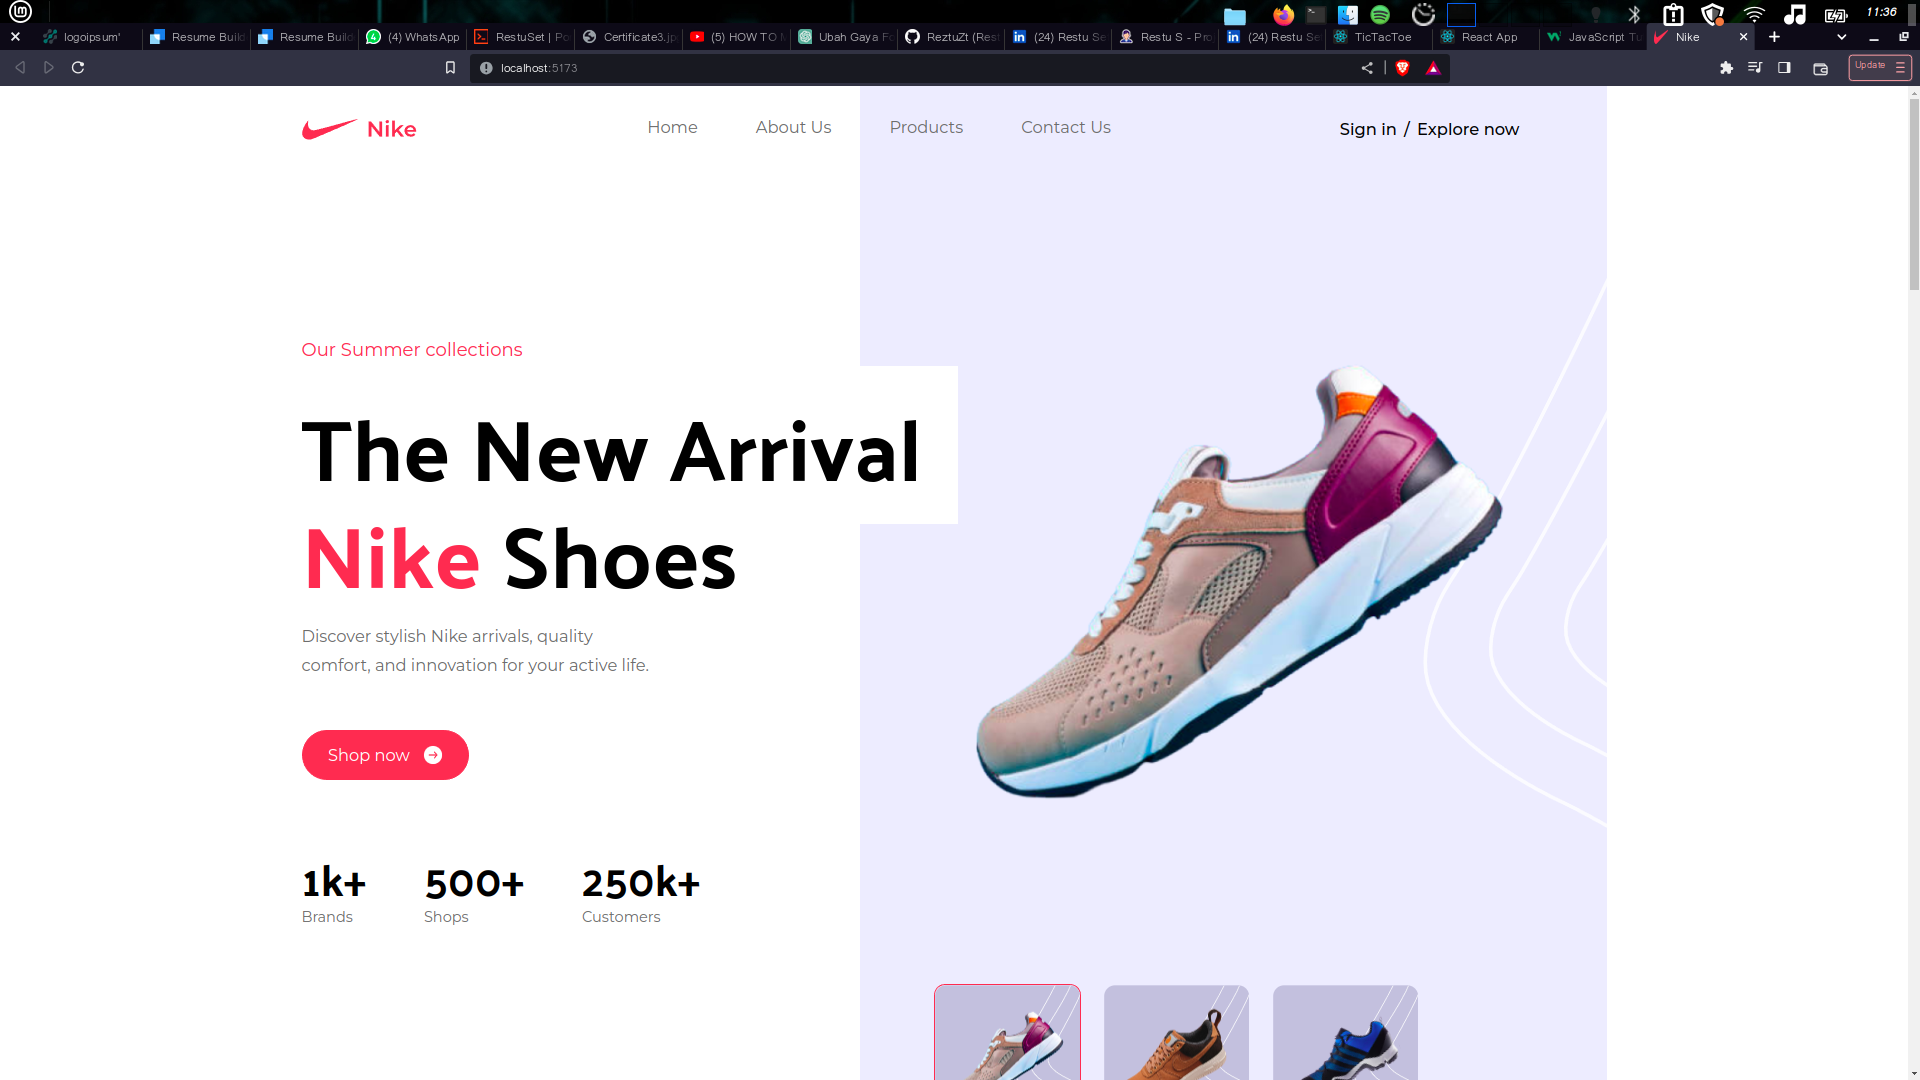 11:36
logoipsum'
Resume Buil
Resume Buil
(4) WhatsApp
RestuSet | Po
Certificate3.jp
(5) HOW TO M
Ubah Gaya Fo
ReztuZt (Rest
(24) Restu Se
Restu S - Pro
(24) Restu Se
TicTacToe
React App
JavaScript Tu
Nike
localhost:5173
Update
Nike
Home
About Us
Products
Contact Us
Sign in / Explore now
Our Summer collections
The New Arrival
Nike Shoes
Discover stylish Nike arrivals, quality
comfort, and innovation for your active life.
Shop now
1k+
Brands
500+
Shops
250k+
Customers